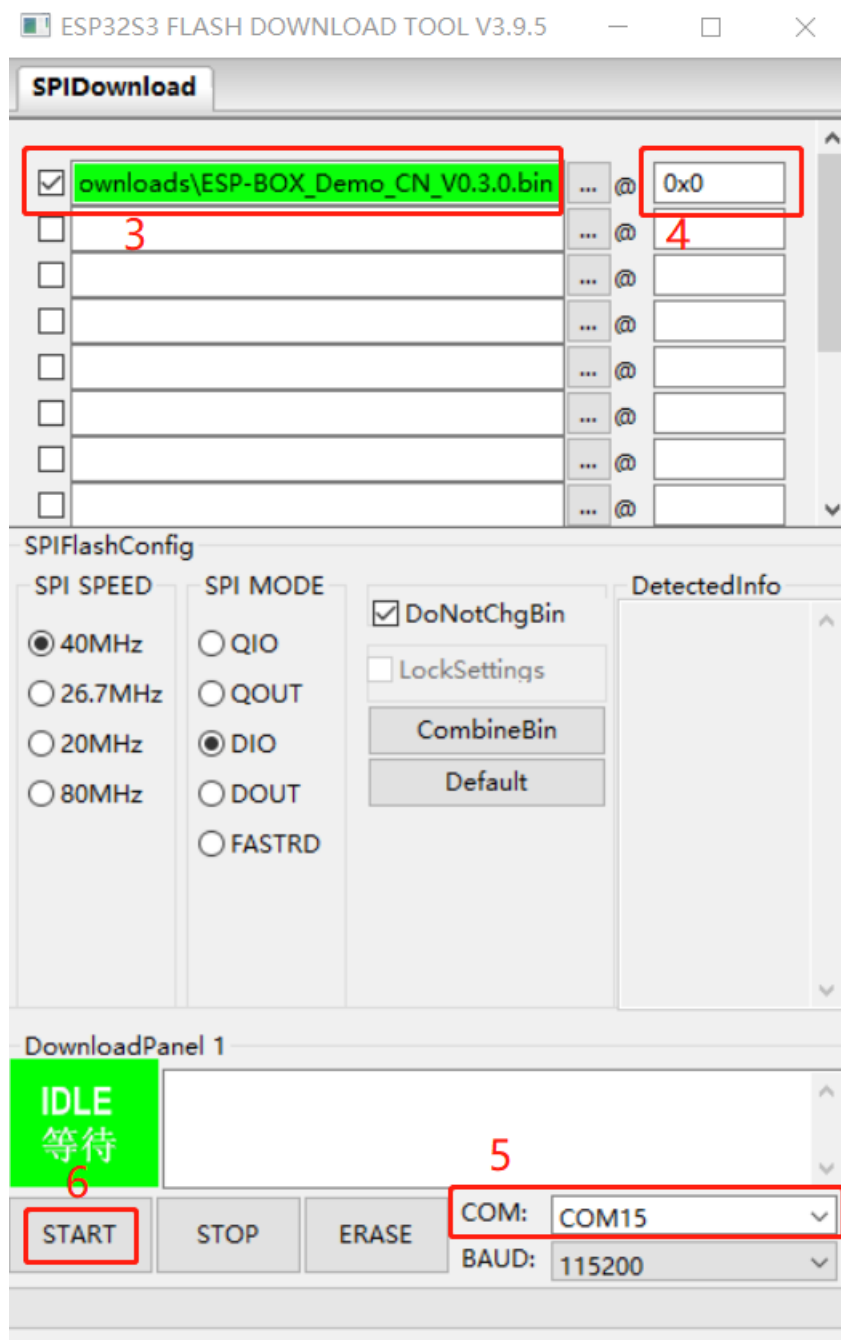 ESP32S3 FLASH DOWNLOAD TOOL V3.9.5
SPIDownload
ownloads\ESP-BOX_Demo_CN_V0.3.0.bin ... @ 0x0
3 ... @ 4
... @
... @
... @
... @
... @
... @
SPIFlashConfig
SPI SPEED
40MHz
26.7MHz
20MHz
80MHz
SPI MODE
QIO
QOUT
DIO
DOUT
FASTRD
DoNotChgBin
LockSettings
CombineBin
Default
DetectedInfo
DownloadPanel 1
IDLE
等待
6
5
START
STOP
ERASE
COM: COM15
BAUD: 115200